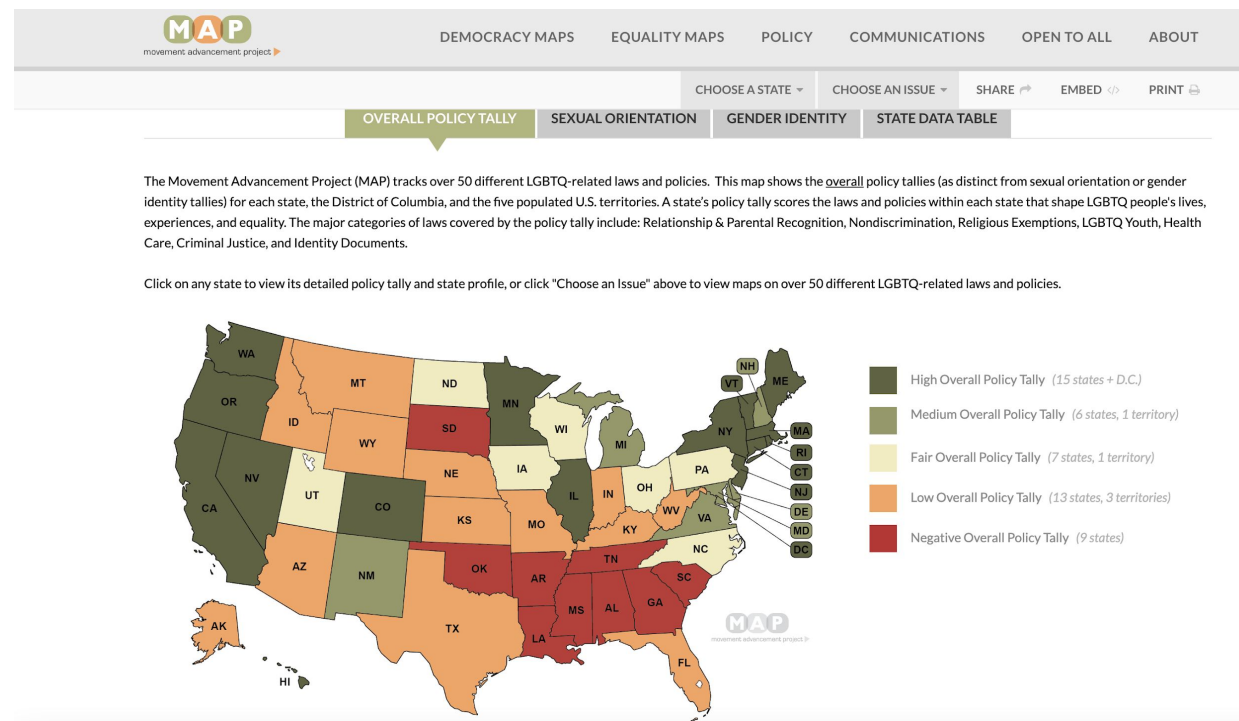 MAP
movement advancement project
DEMOCRACY MAPS EQUALITY MAPS POLICY COMMUNICATIONS OPEN TO ALL ABOUT
CHOOSE A STATE CHOOSE AN ISSUE SHARE EMBED </> PRINT
OVERALL POLICY TALLY SEXUAL ORIENTATION GENDER IDENTITY STATE DATA TABLE
The Movement Advancement Project (MAP) tracks over 50 different LGBTQ-related laws and policies. This map shows the overall policy tallies (as distinct from sexual orientation or gender
identity tallies) for each state, the District of Columbia, and the five populated U.S. territories. A state's policy tally scores the laws and policies within each state that shape LGBTQ people's lives,
experiences, and equality. The major categories of laws covered by the policy tally include: Relationship & Parental Recognition, Nondiscrimination, Religious Exemptions, LGBTQ Youth, Health
Care, Criminal Justice, and Identity Documents.
Click on any state to view its detailed policy tally and state profile, or click "Choose an Issue" above to view maps on over 50 different LGBTQ-related laws and policies.
WA
OR
CA
NV
ID
MT
WY
UT
AZ
CO
NM
ND
SD
NE
KS
OK
TX
MN
IA
MO
AR
LA
WI
IL
MI
IN
OH
KY
TN
MS
AL
GA
FL
SC
NC
VA
WV
PA
NY
VT
NH
ME
MA
RI
CT
NJ
DE
MD
DC
AK
HI
High Overall Policy Tally (15 states + D.C.)
Medium Overall Policy Tally (6 states, 1 territory)
Fair Overall Policy Tally (7 states, 1 territory)
Low Overall Policy Tally (13 states, 3 territories)
Negative Overall Policy Tally (9 states)
MAP
movement advancement project